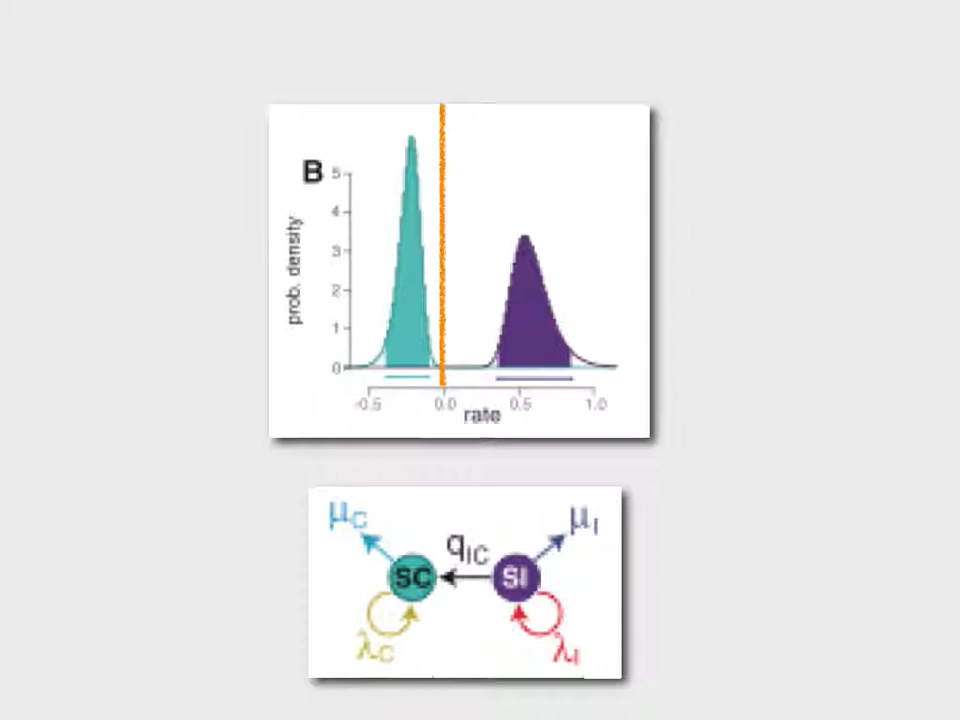 B
5
4
3
2
1
0
prob. density
-0.5 0.0 0.5 1.0
rate
μC μI
qIC
SC SI
λC λI